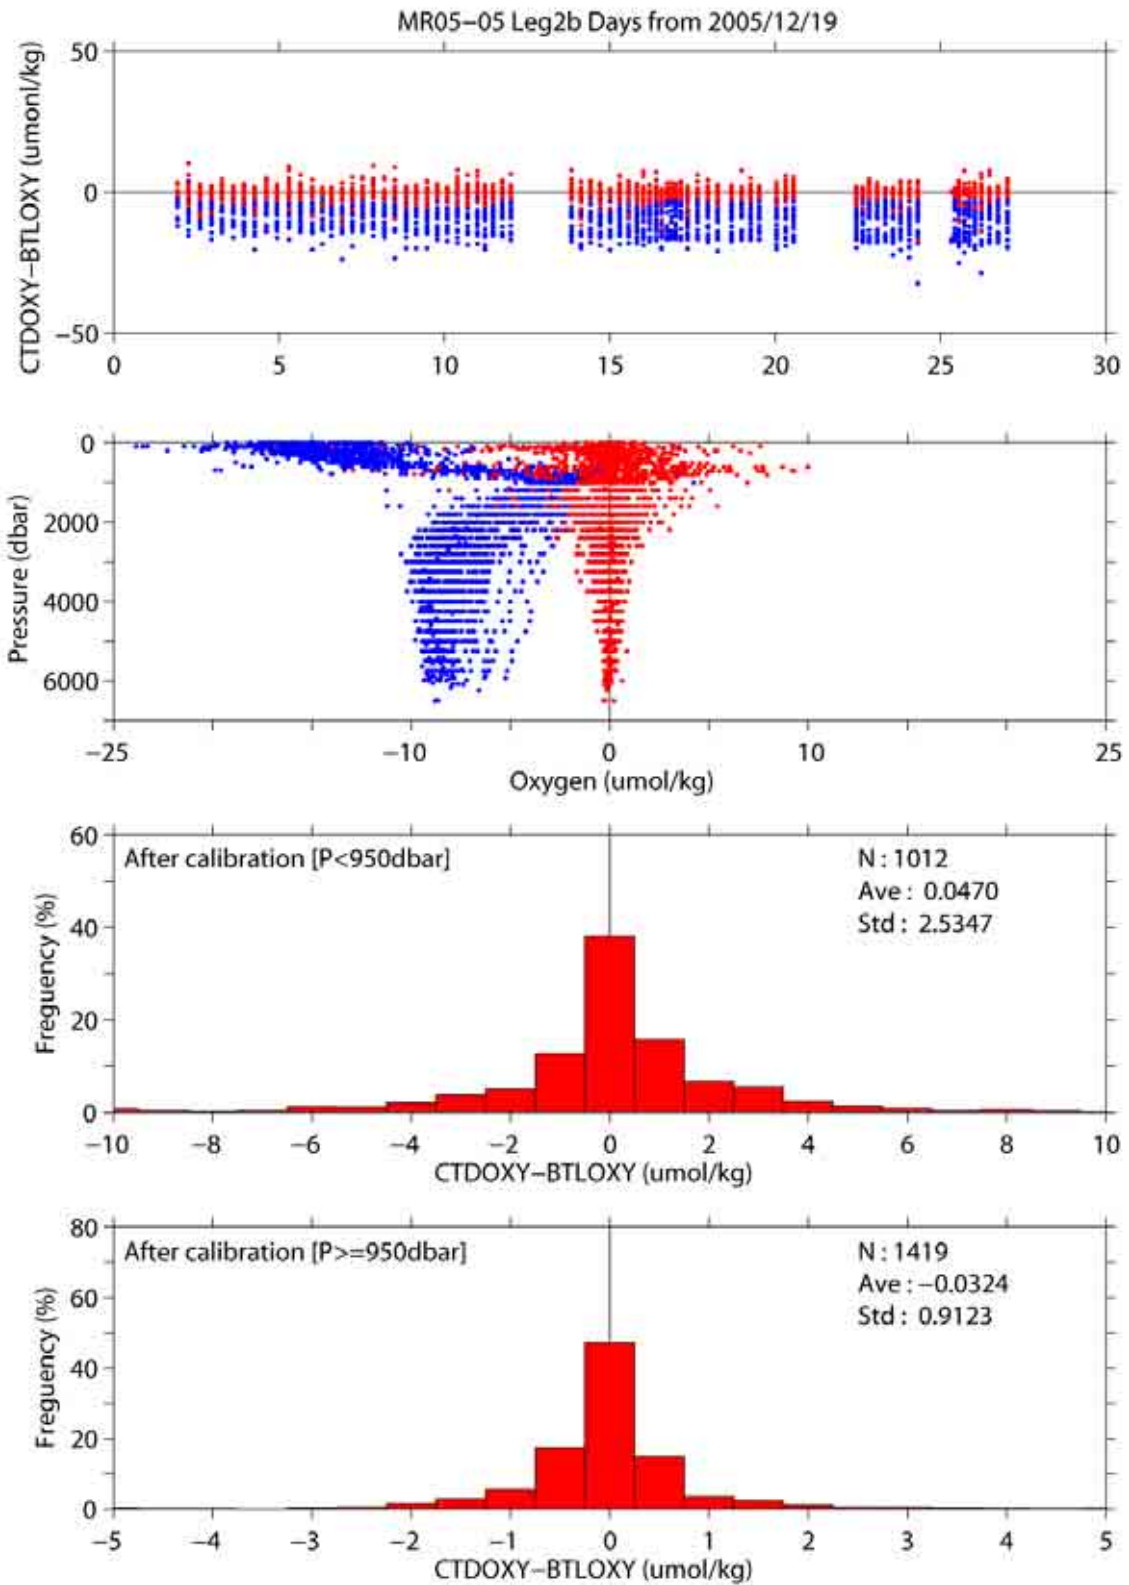 MR05−05 Leg2b Days from 2005/12/19
CTDOXY−BTLOXY (umonl/kg)
50
0
−50
0 5 10 15 20 25 30
Pressure (dbar)
0
2000
4000
6000
−25 −10 0 10 25
Oxygen (umol/kg)
Freguency (%)
60
40
20
0
After calibration [P<950dbar]
N : 1012
Ave : 0.0470
Std : 2.5347
−10 −8 −6 −4 −2 0 2 4 6 8 10
CTDOXY−BTLOXY (umol/kg)
Freguency (%)
80
60
40
20
0
After calibration [P>=950dbar]
N : 1419
Ave : −0.0324
Std : 0.9123
−5 −4 −3 −2 −1 0 1 2 3 4 5
CTDOXY−BTLOXY (umol/kg)